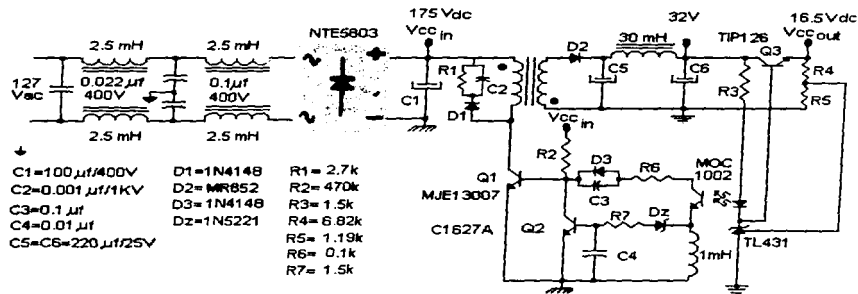 NTE5803
175 Vdc
Vcc in
32V
16.5 Vdc
Vcc out
2.5 mH
2.5 mH
30 mH
TIP126
D2
Q3
127
Vac
0.022 µf
400V
0.1 µf
400V
R1
C2
C1
C5
C6
R4
R3
R5
D1
2.5 mH
2.5 mH
Vcc in
R2
D3
R6
MOC
1002
C1=100 µf/400V
C2=0.001 µf/1KV
C3=0.1 µf
C4=0.01 µf
C5=C6=220 µf/25V
D1=1N4148
D2=MR852
D3=1N4148
Dz=1N5221
R1= 2.7k
R2= 470k
R3= 1.5k
R4= 6.82k
R5= 1.19k
R6= 0.1k
R7= 1.5k
Q1
MJE13007
C3
C1627A
Q2
R7
Dz
C4
1mH
TL431